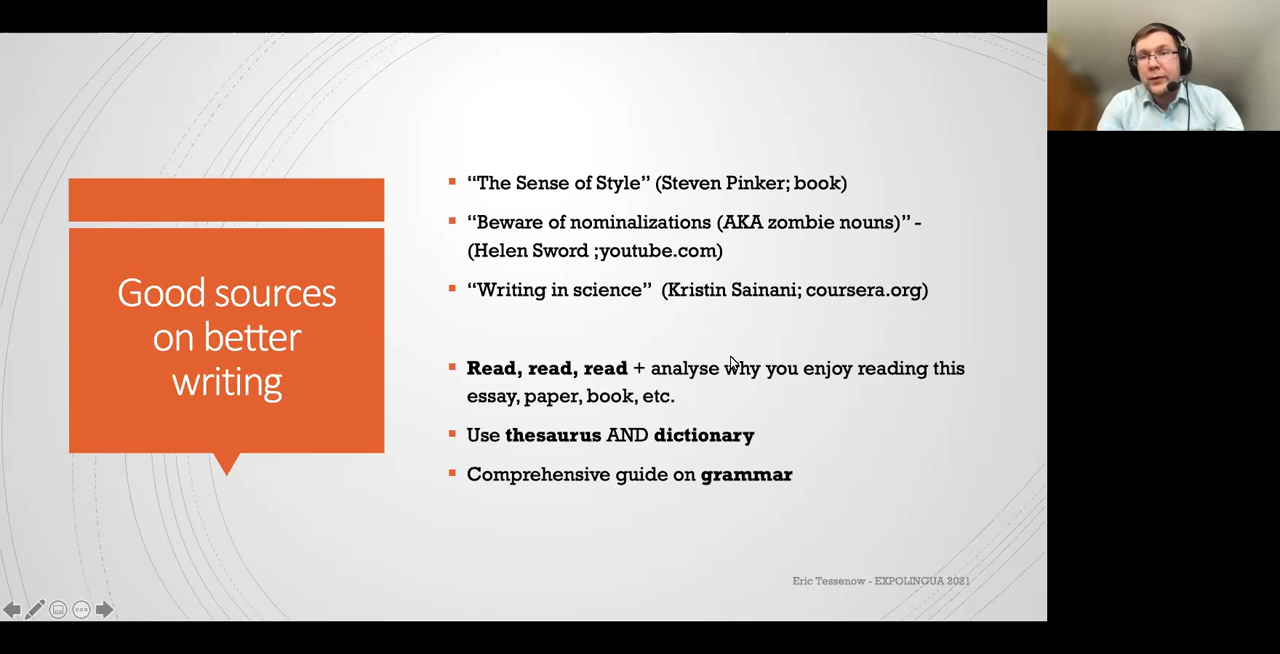 Good sources
on better
writing
“The Sense of Style” (Steven Pinker; book)
“Beware of nominalizations (AKA zombie nouns)” -
(Helen Sword ;youtube.com)
“Writing in science” (Kristin Sainani; coursera.org)
Read, read, read + analyse why you enjoy reading this
essay, paper, book, etc.
Use thesaurus AND dictionary
Comprehensive guide on grammar
Eric Tessenow - EXPOLINGUA 2021